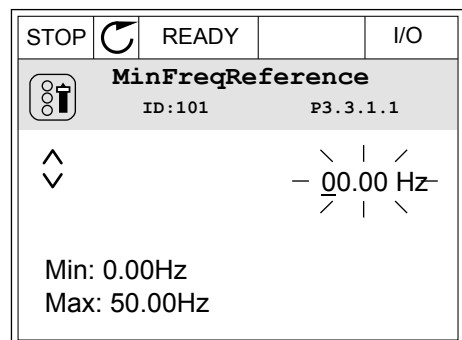 STOP READY I/O
MinFreqReference
ID:101 P3.3.1.1
00.00 Hz
Min: 0.00Hz
Max: 50.00Hz